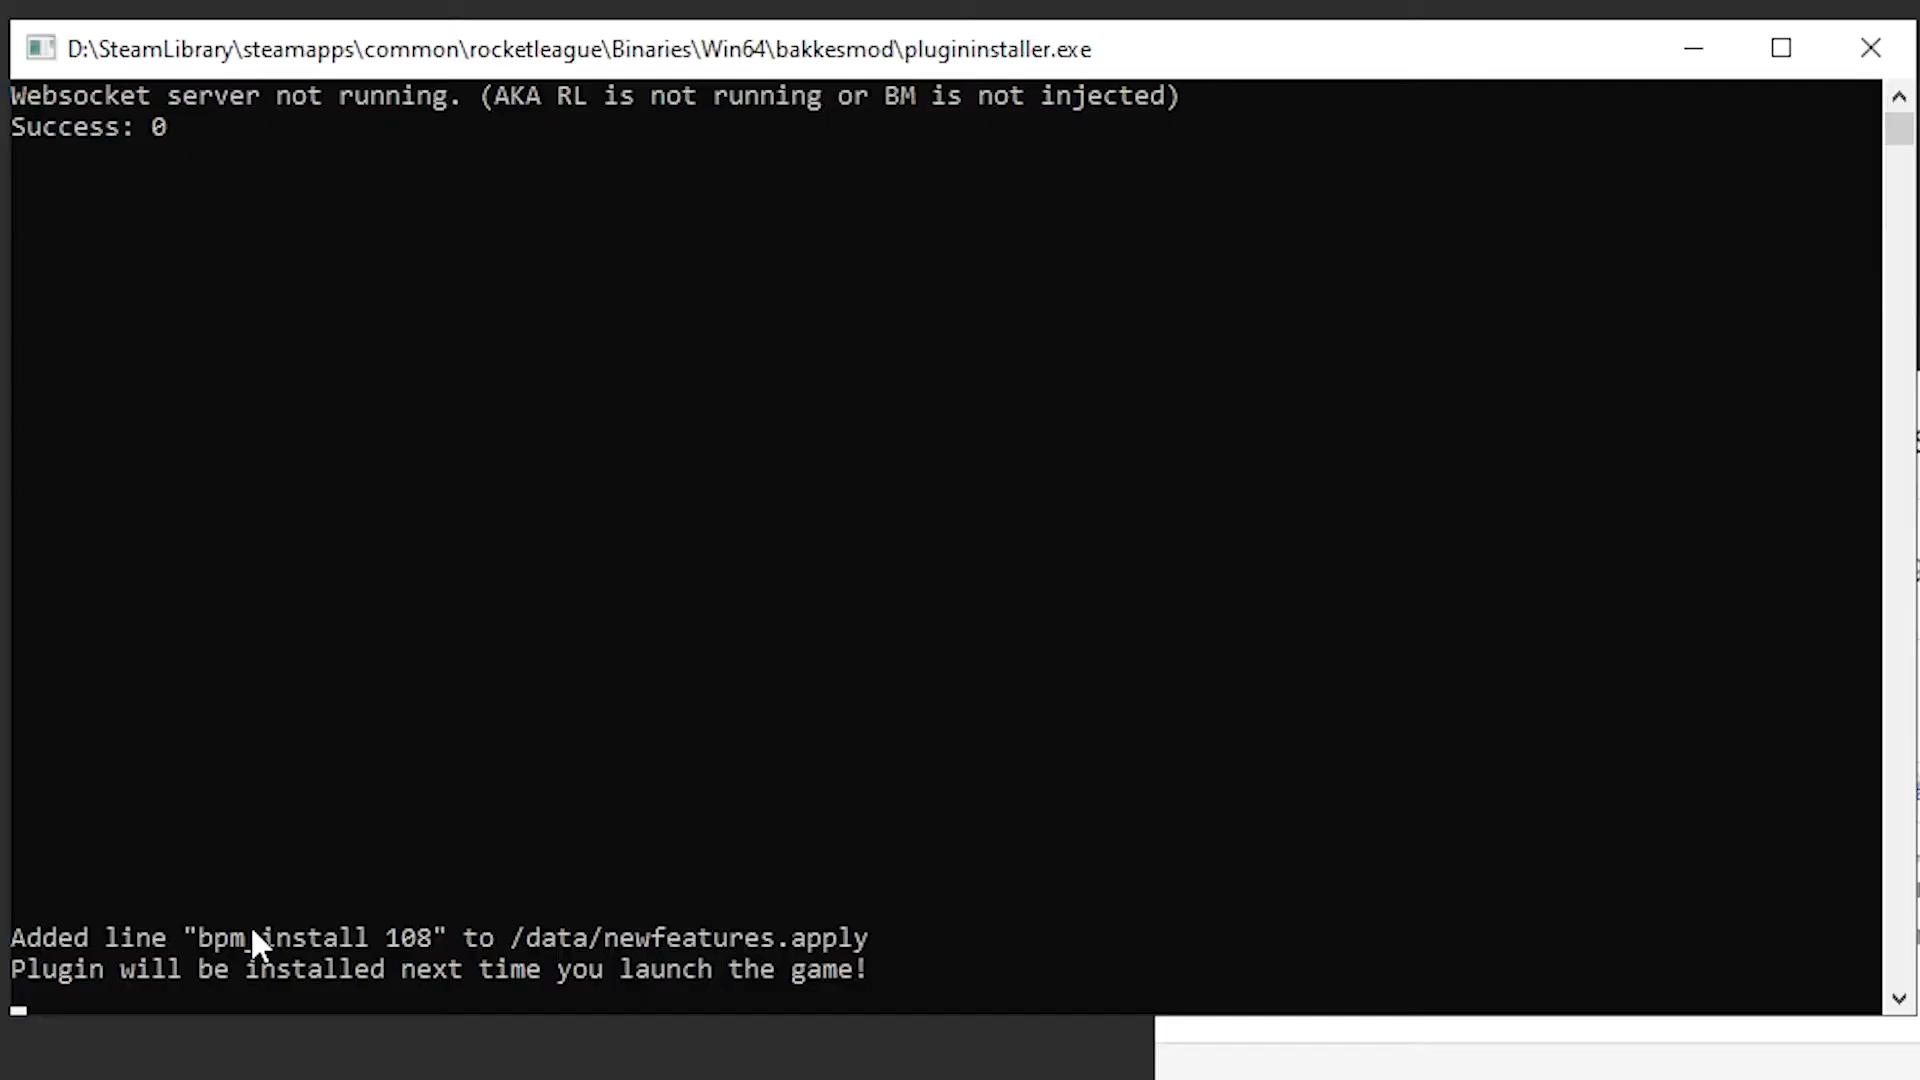 D:\SteamLibrary\steamapps\common\rocketleague\Binaries\Win64\bakkesmod\plugininstaller.exe
Websocket server not running. (AKA RL is not running or BM is not injected)
Success: 0
Added line "bpm_install 108" to /data/newfeatures.apply
Plugin will be installed next time you launch the game!